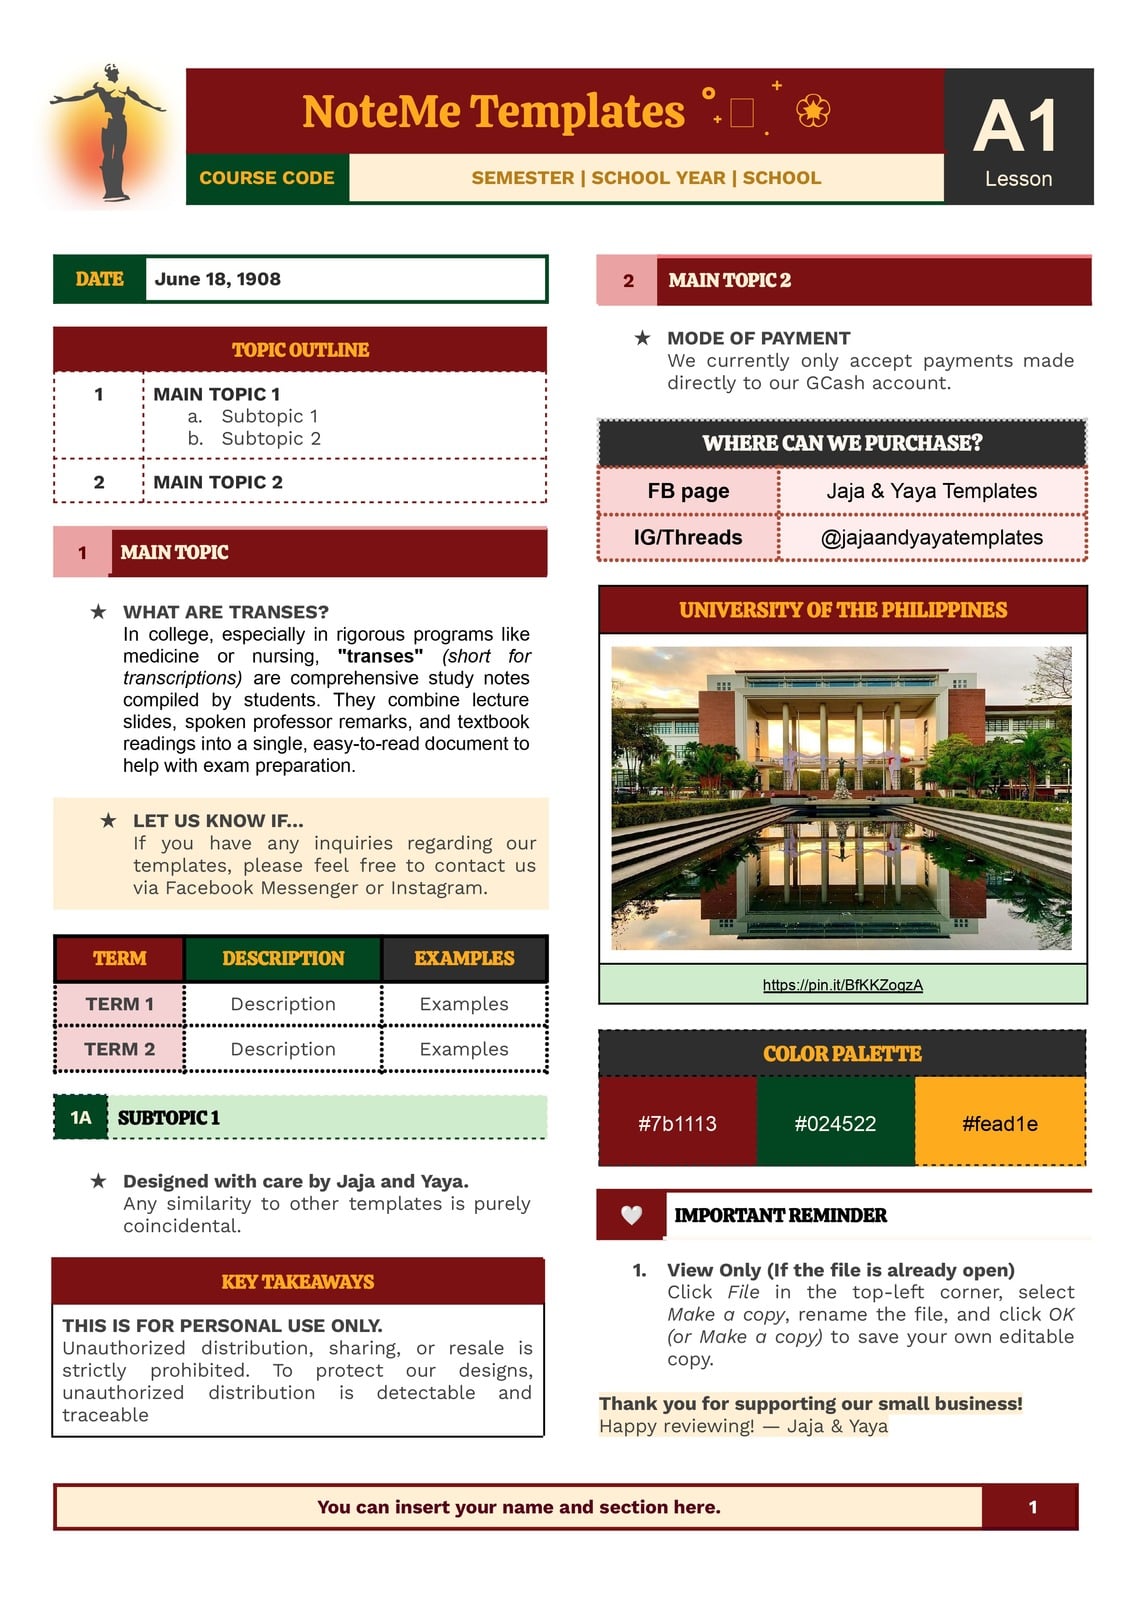 NoteMe Templates
COURSE CODE
SEMESTER | SCHOOL YEAR | SCHOOL
A1
Lesson
DATE
June 18, 1908
TOPIC OUTLINE
1
MAIN TOPIC 1
a. Subtopic 1
b. Subtopic 2
2
MAIN TOPIC 2
1
MAIN TOPIC
★ WHAT ARE TRANSES?
In college, especially in rigorous programs like
medicine or nursing, "transes" (short for
transcriptions) are comprehensive study notes
compiled by students. They combine lecture
slides, spoken professor remarks, and textbook
readings into a single, easy-to-read document to
help with exam preparation.
★ LET US KNOW IF...
If you have any inquiries regarding our
templates, please feel free to contact us
via Facebook Messenger or Instagram.
TERM DESCRIPTION EXAMPLES
TERM 1 Description Examples
TERM 2 Description Examples
1A
SUBTOPIC 1
★ Designed with care by Jaja and Yaya.
Any similarity to other templates is purely
coincidental.
KEY TAKEAWAYS
THIS IS FOR PERSONAL USE ONLY.
Unauthorized distribution, sharing, or resale is
strictly prohibited. To protect our designs,
unauthorized distribution is detectable and
traceable
2
MAIN TOPIC 2
★ MODE OF PAYMENT
We currently only accept payments made
directly to our GCash account.
WHERE CAN WE PURCHASE?
FB page Jaja & Yaya Templates
IG/Threads @jajaandyayatemplates
UNIVERSITY OF THE PHILIPPINES
https://pin.it/BfKKZogzA
COLOR PALETTE
#7b1113 #024522 #fead1e
IMPORTANT REMINDER
1. View Only (If the file is already open)
Click File in the top-left corner, select
Make a copy, rename the file, and click OK
(or Make a copy) to save your own editable
copy.
Thank you for supporting our small business!
Happy reviewing! — Jaja & Yaya
You can insert your name and section here.
1